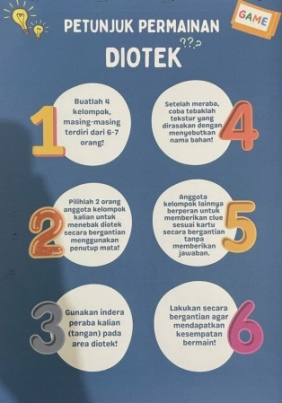 PETUNJUK PERMAINAN
DIOTEK
???
GAME
1
Buatlah 4
kelompok,
masing-masing
terdiri dari 6-7
orang!
2
Pilihlah 2 orang
anggota kelompok
kalian untuk
menebak diotek
secara bergantian
menggunakan
penutup mata!
3
Gunakan indera
peraba kalian
(tangan) pada
area diotek!
4
Setelah meraba,
coba tebaklah
tekstur yang
dirasakan dengan
menyebutkan
nama bahan!
5
Anggota
kelompok lainnya
berperan untuk
memberikan clue
sesuai kartu
secara bergantian
tanpa
memberikan
jawaban.
6
Lakukan secara
bergantian agar
mendapatkan
kesempatan
bermain!